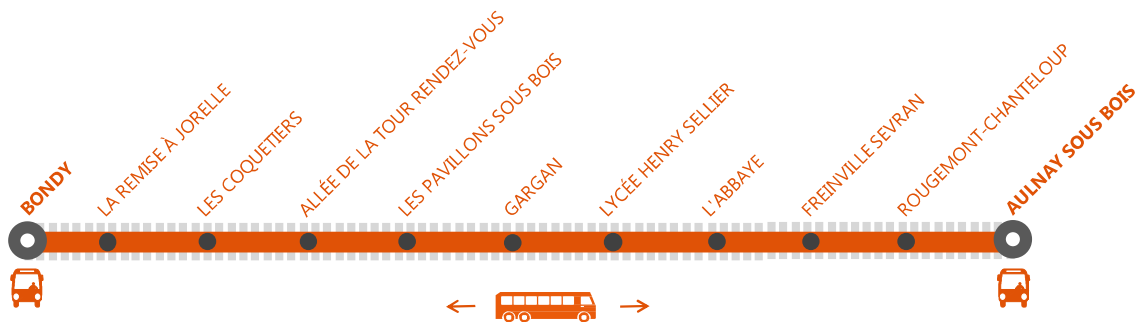 BONDY
LA REMISE À JORELLE
LES COQUETIERS
ALLÉE DE LA TOUR RENDEZ-VOUS
LES PAVILLONS SOUS BOIS
GARGAN
LYCÉE HENRY SELLIER
L'ABBAYE
FREINVILLE SEVRAN
ROUGEMONT-CHANTELOUP
AULNAY SOUS BOIS